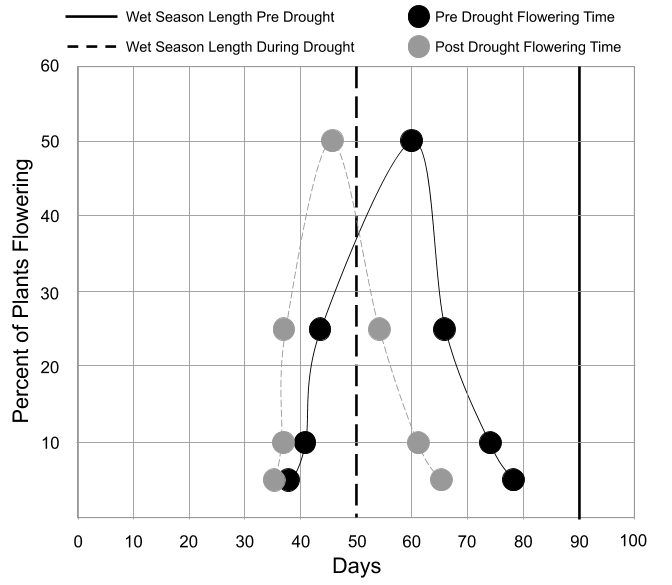 Wet Season Length Pre Drought
Pre Drought Flowering Time
Wet Season Length During Drought
Post Drought Flowering Time
60
50
40
30
20
10
Percent of Plants Flowering
0 10 20 30 40 50 60 70 80 90 100
Days